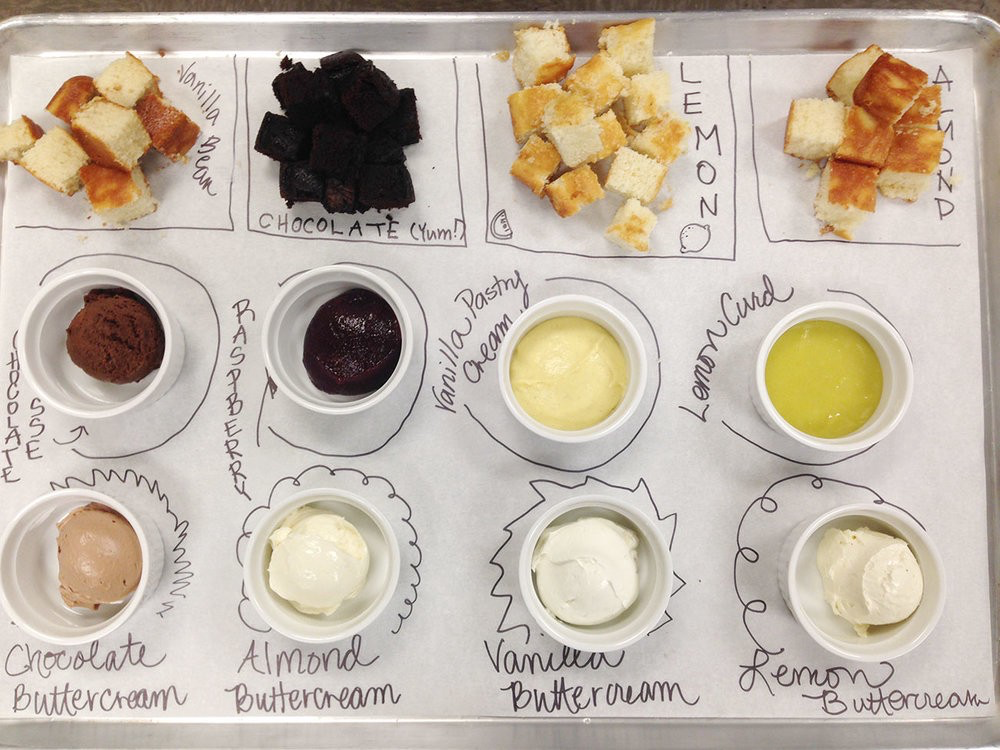 Vanilla Bean
CHOCOLATE (Yum!)
LEMON
ALMOND
RASPBERRY
Vanilla Pastry
Cream
Lemon Curd
Chocolate
Buttercream
Almond
Buttercream
Vanilla
Buttercream
Lemon
Buttercream